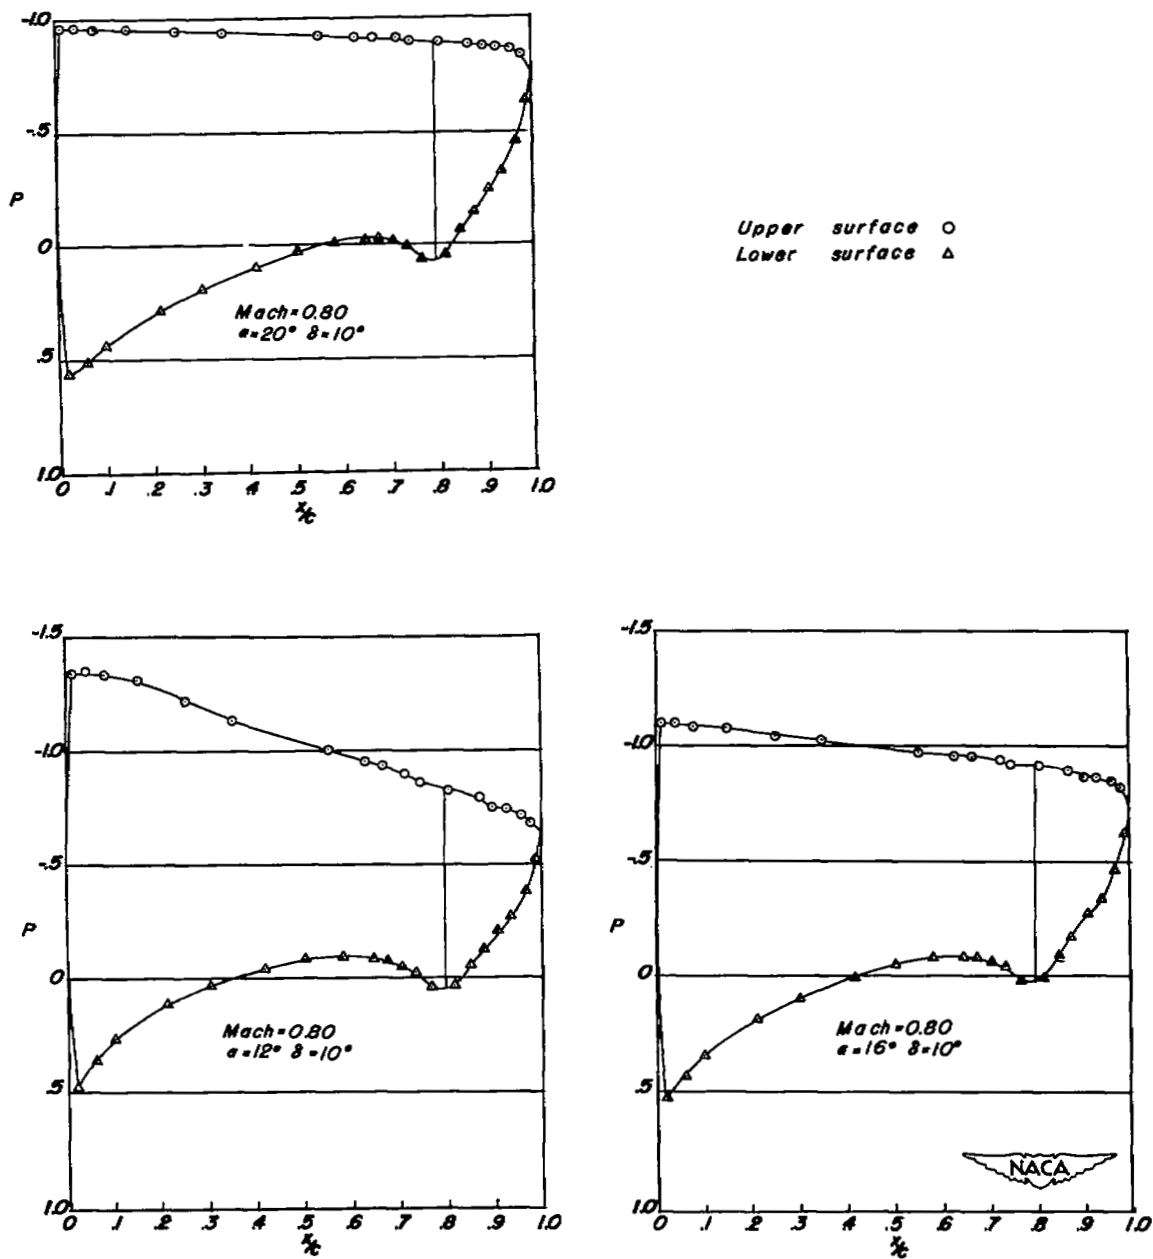 -1.0
-.5
P
0
.5
1.0
0 .1 .2 .3 .4 .5 .6 .7 .8 .9 1.0
x/c
Mach=0.80
α=20° δ=10°
Upper surface
Lower surface
-1.5
-1.0
-.5
P
0
.5
1.0
0 .1 .2 .3 .4 .5 .6 .7 .8 .9 1.0
x/c
Mach=0.80
α=12° δ=10°
-1.5
-1.0
-.5
P
0
.5
1.0
0 .1 .2 .3 .4 .5 .6 .7 .8 .9 1.0
x/c
Mach=0.80
α=16° δ=10°
NACA